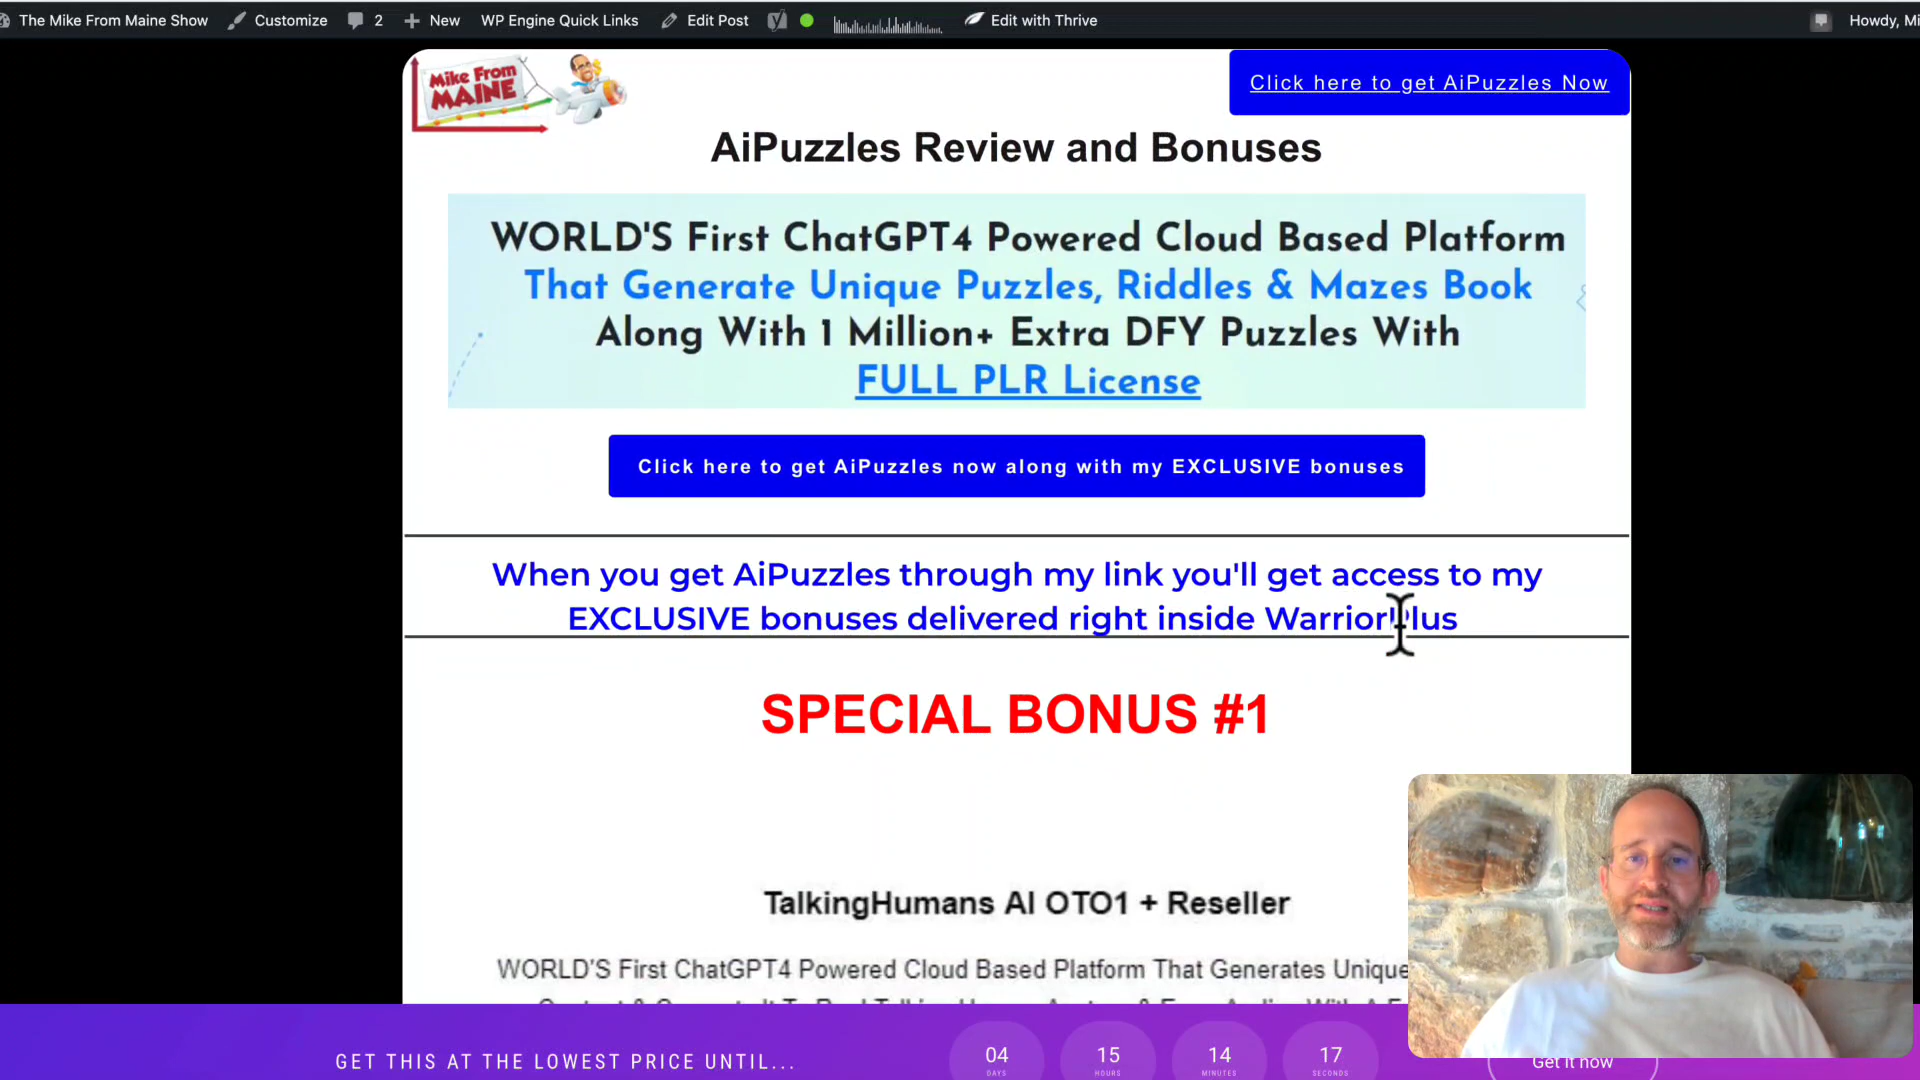 The Mike From Maine Show Customize 2 New WP Engine Quick Links Edit Post Edit with Thrive Howdy, Mi
Mike From
MAINE
Click here to get AiPuzzles Now
AiPuzzles Review and Bonuses
WORLD'S First ChatGPT4 Powered Cloud Based Platform
That Generate Unique Puzzles, Riddles & Mazes Book
Along With 1 Million+ Extra DFY Puzzles With
FULL PLR License
Click here to get AiPuzzles now along with my EXCLUSIVE bonuses
When you get AiPuzzles through my link you'll get access to my
EXCLUSIVE bonuses delivered right inside WarriorPlus
SPECIAL BONUS #1
TalkingHumans AI OTO1 + Reseller
WORLD'S First ChatGPT4 Powered Cloud Based Platform That Generates Unique
GET THIS AT THE LOWEST PRICE UNTIL... 04 15 14 17 Get it now
DAYS HOURS MINUTES SECONDS